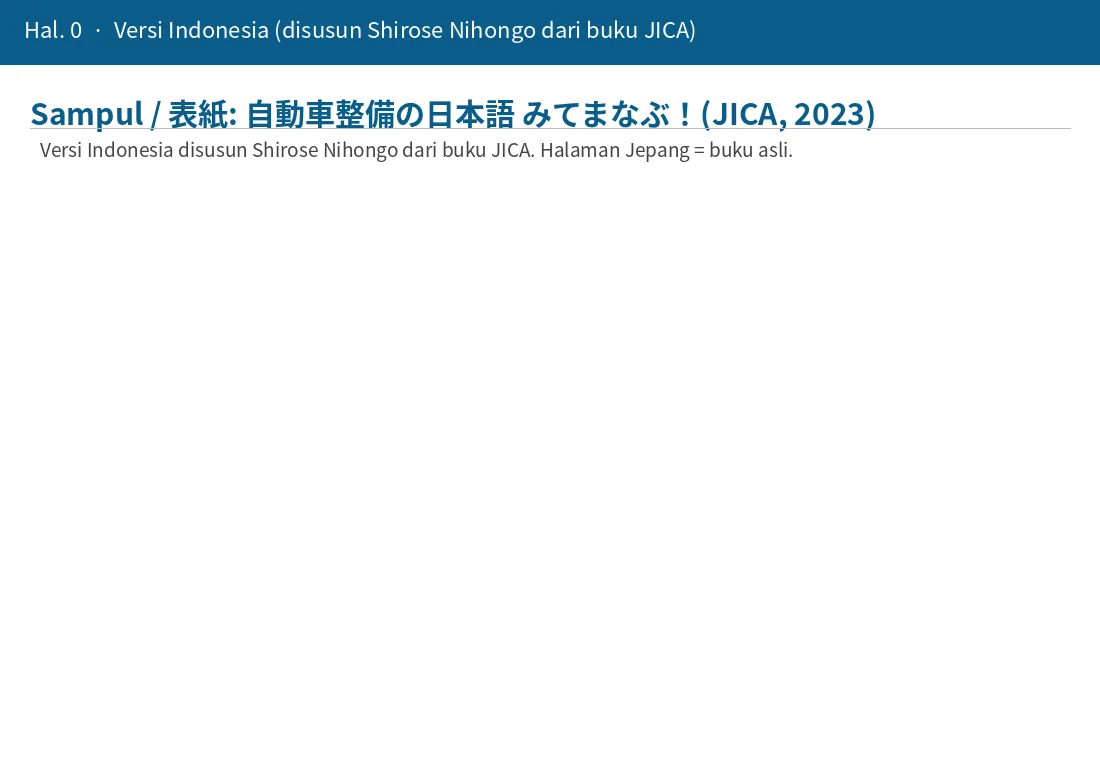 Hal. 0 · Versi Indonesia (disusun Shirose Nihongo dari buku JICA)
Sampul / 表紙: 自動車整備の日本語 みてまなぶ！(JICA, 2023)
Versi Indonesia disusun Shirose Nihongo dari buku JICA. Halaman Jepang = buku asli.